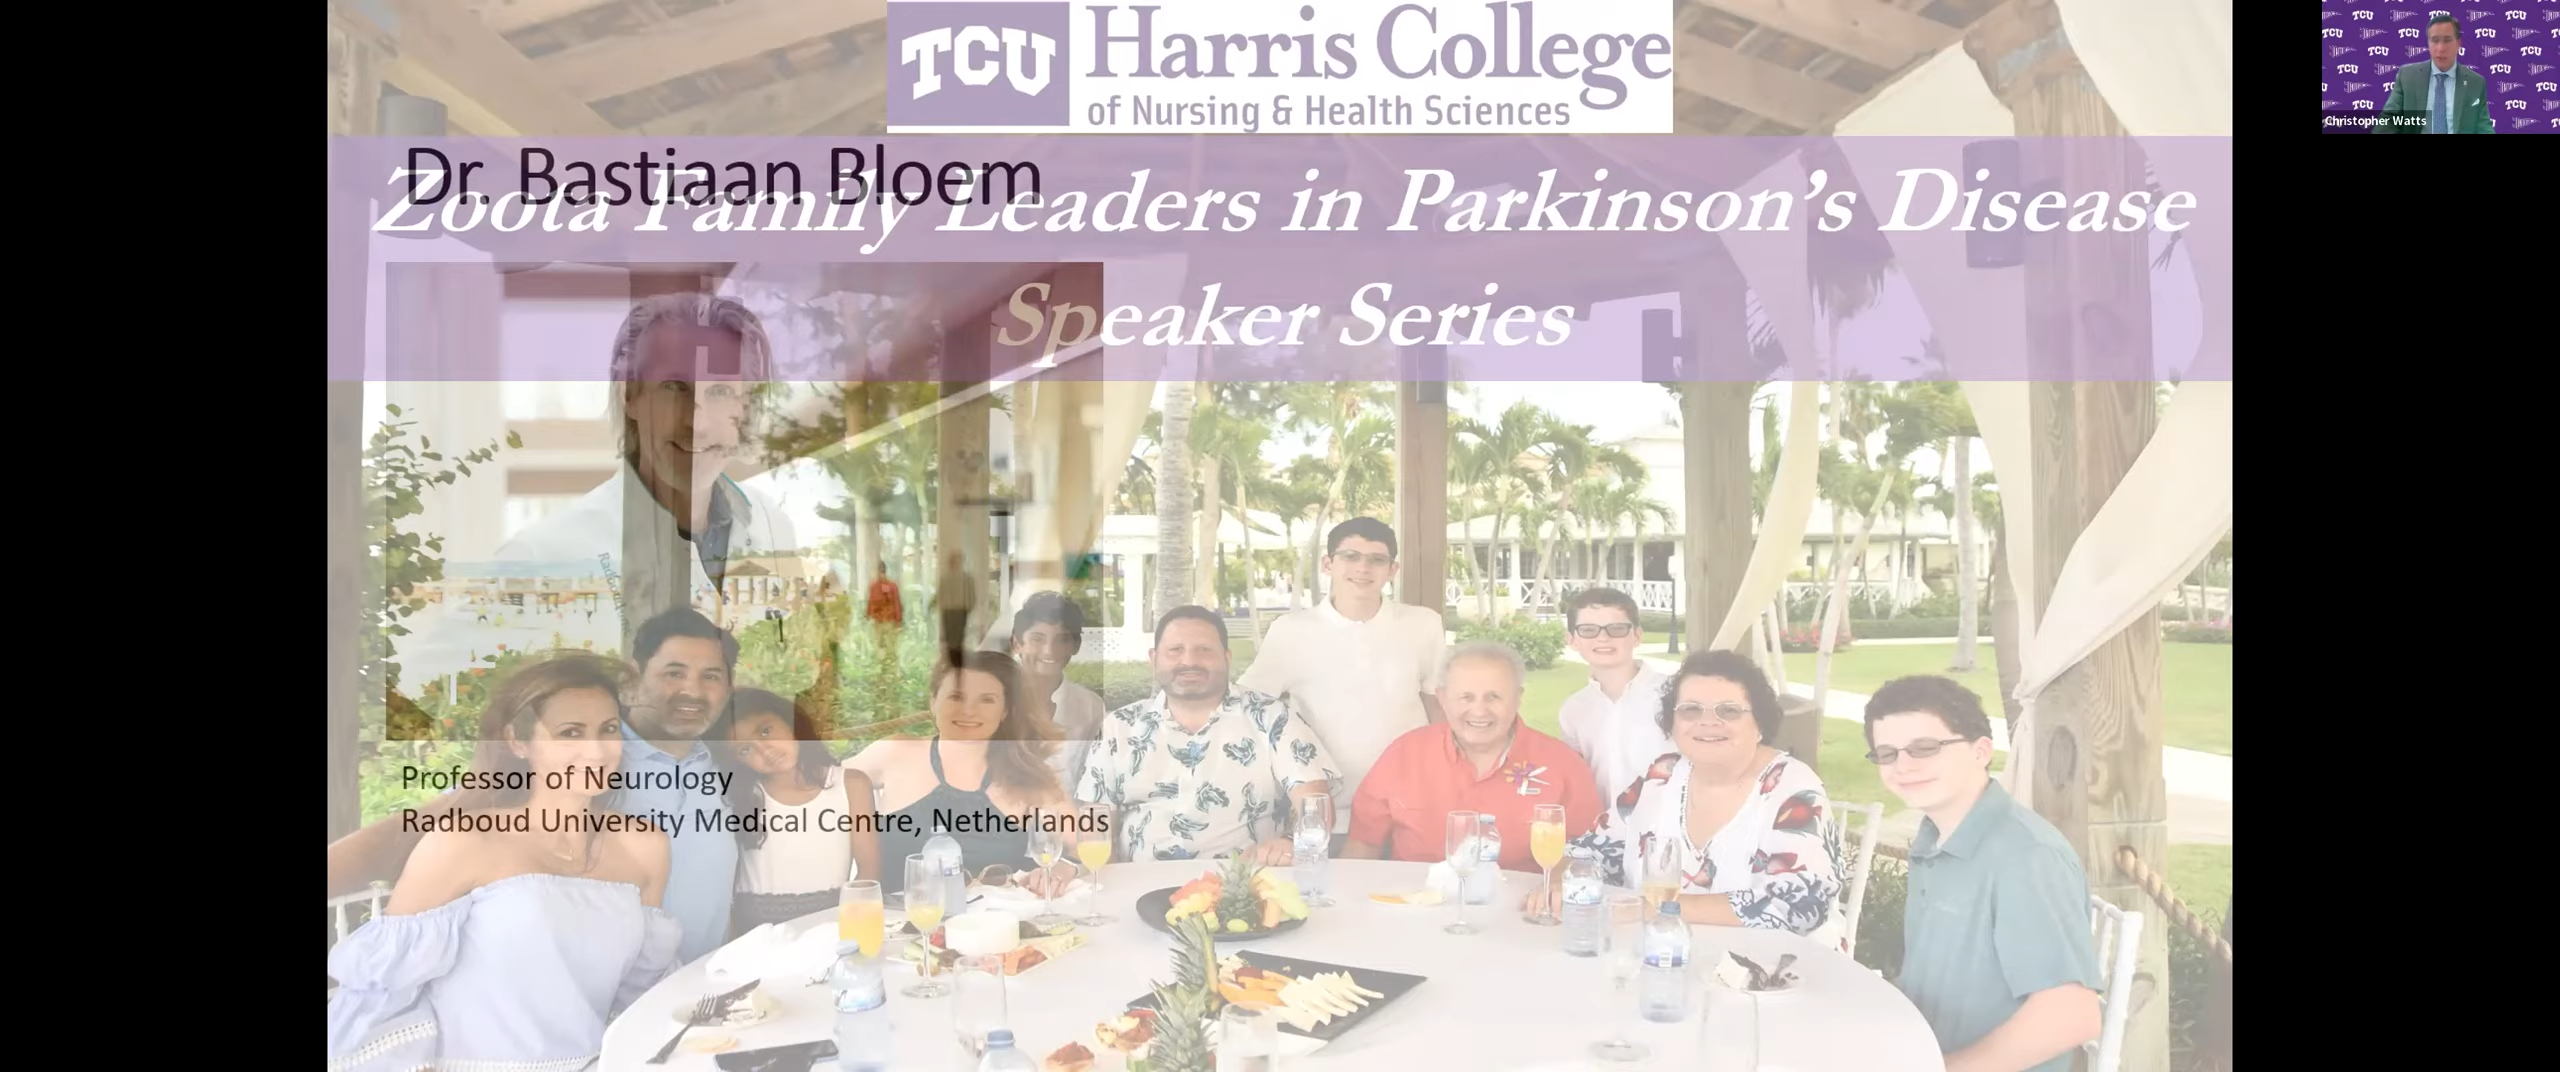 TCU Harris College
of Nursing & Health Sciences
Dr. Bastiaan Bloem
Zoota Family Leaders in Parkinson's Disease
Speaker Series
Professor of Neurology
Radboud University Medical Centre, Netherlands
Christopher Watts
TCU